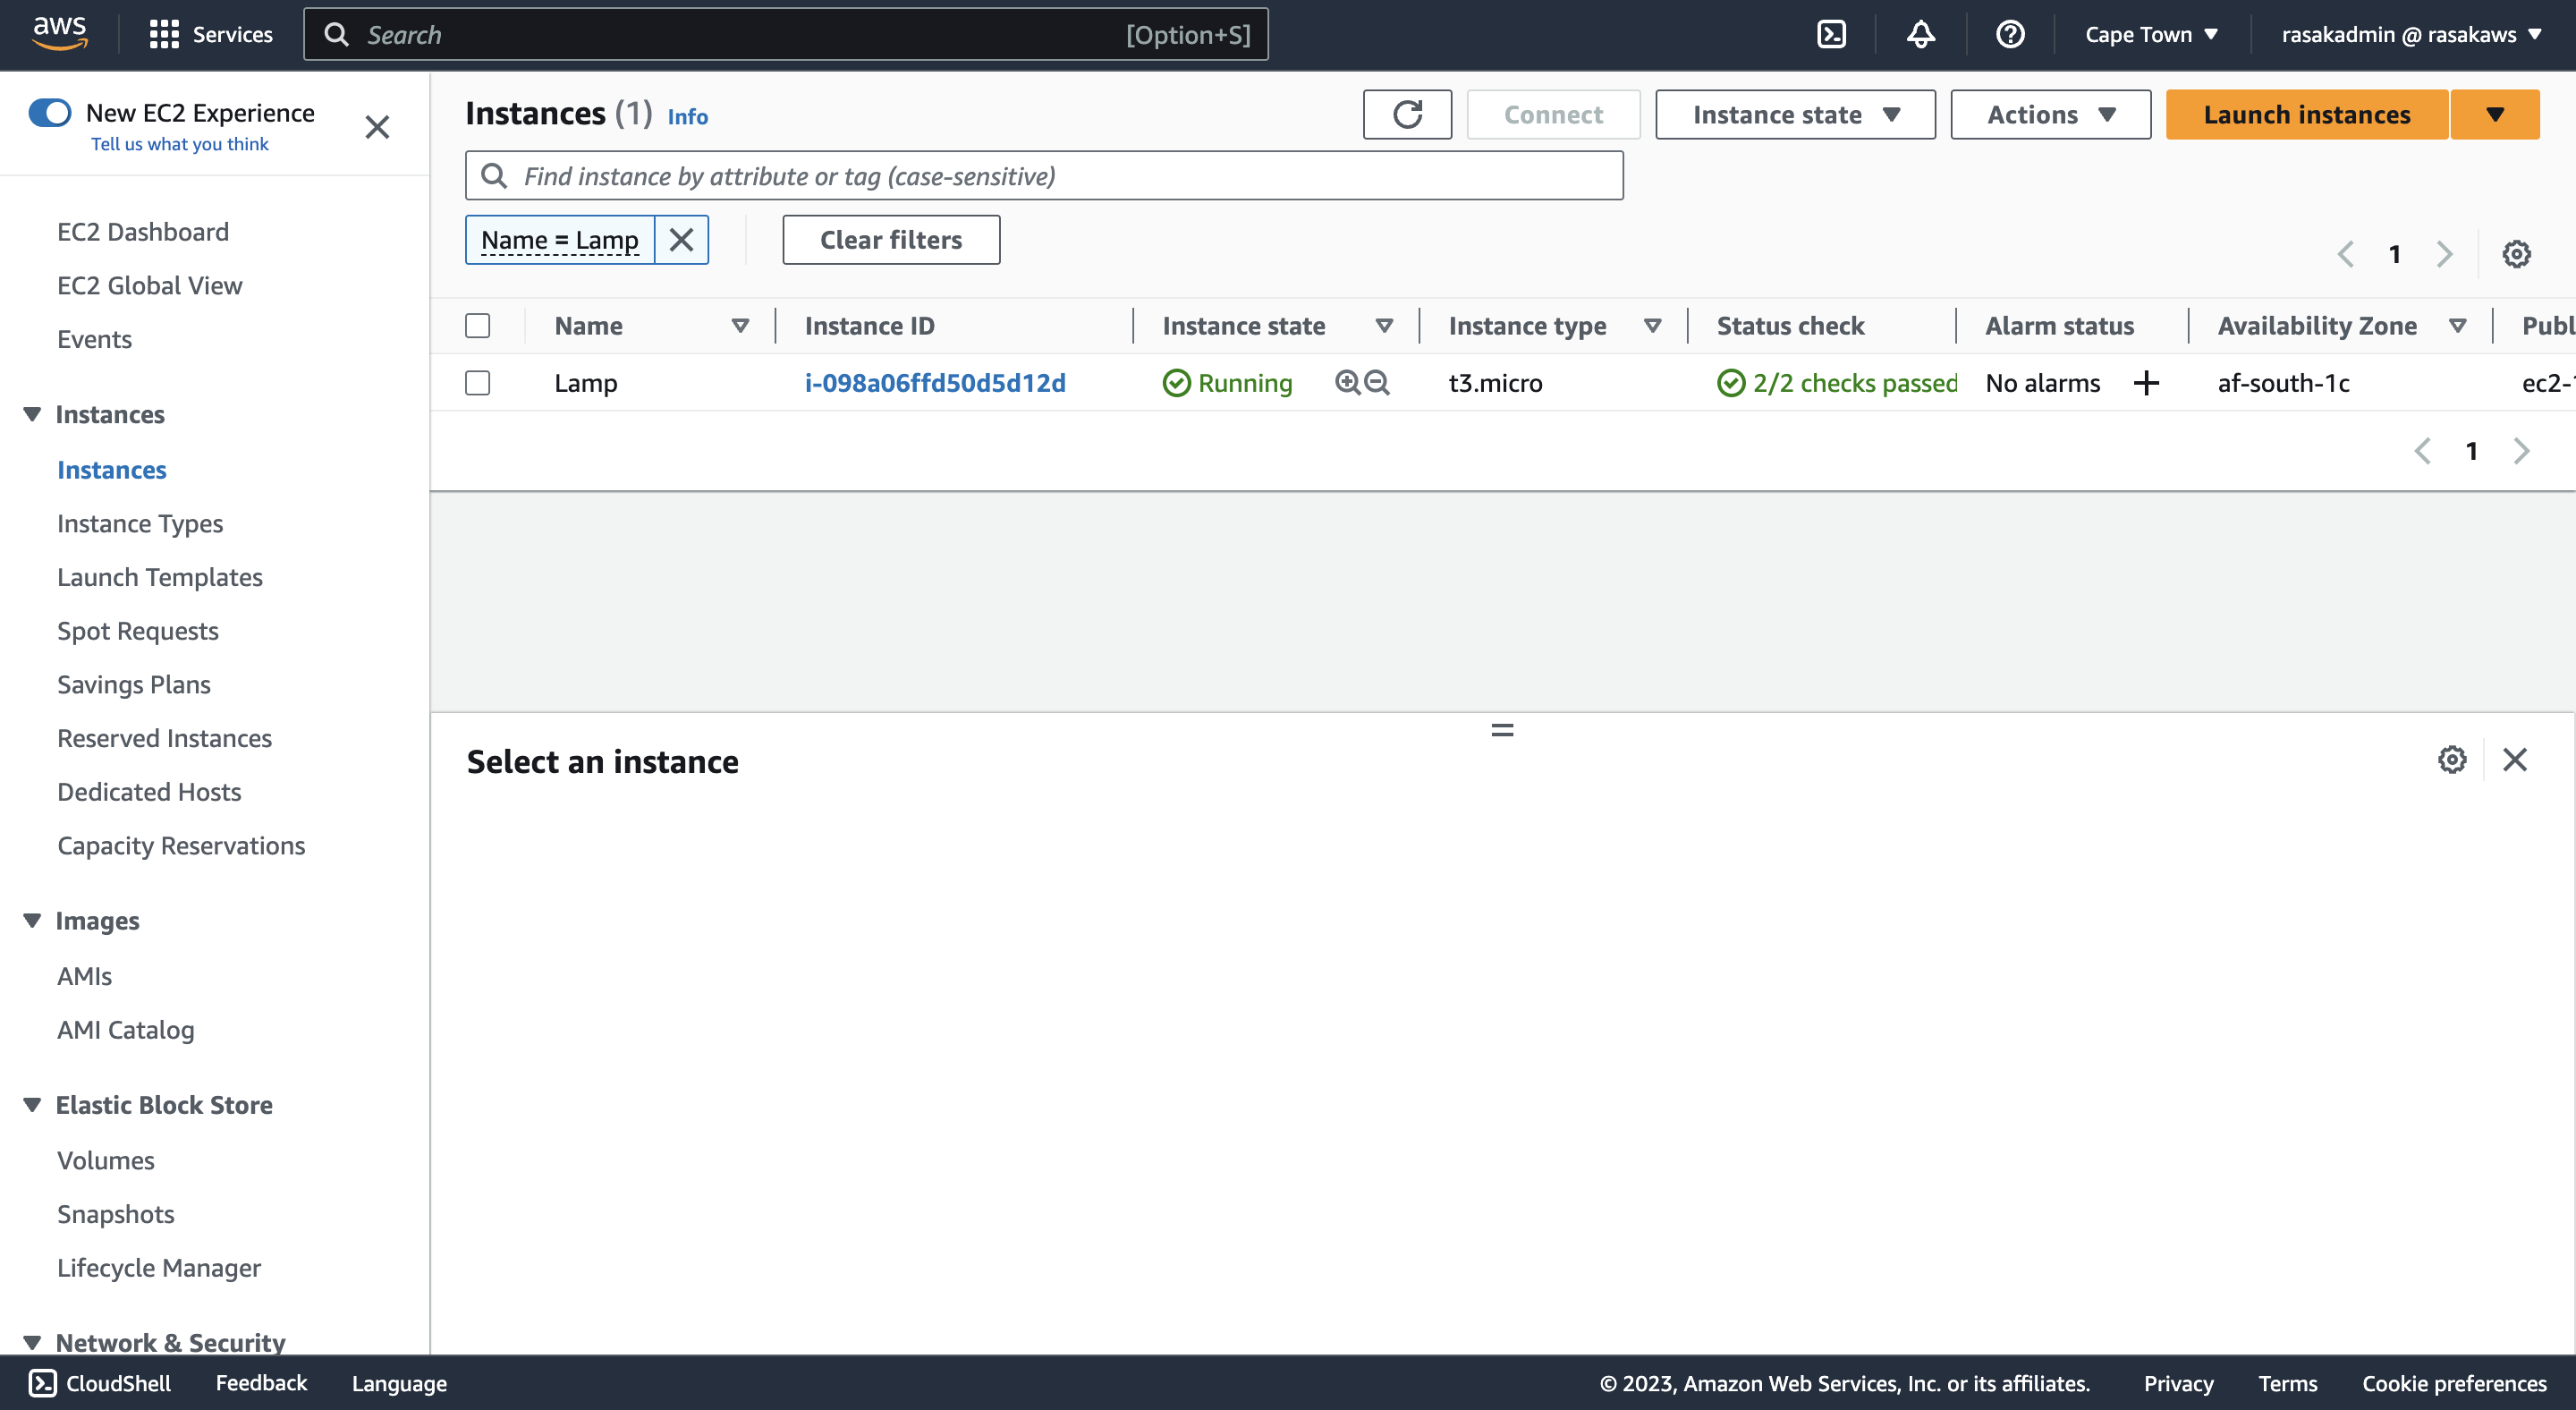 aws
Services
Search [Option+S]
Cape Town
rasakadmin @ rasakaws
New EC2 Experience
Tell us what you think
EC2 Dashboard
EC2 Global View
Events
Instances
Instances
Instance Types
Launch Templates
Spot Requests
Savings Plans
Reserved Instances
Dedicated Hosts
Capacity Reservations
Images
AMIs
AMI Catalog
Elastic Block Store
Volumes
Snapshots
Lifecycle Manager
Network & Security
Instances (1) Info
Connect
Instance state
Actions
Launch instances
Find instance by attribute or tag (case-sensitive)
Name = Lamp
Clear filters
1
Name Instance ID Instance state Instance type Status check Alarm status Availability Zone Publ
Lamp i-098a06ffd50d5d12d Running t3.micro 2/2 checks passed No alarms + af-south-1c ec2-
1
Select an instance
CloudShell
Feedback
Language
© 2023, Amazon Web Services, Inc. or its affiliates.
Privacy
Terms
Cookie preferences